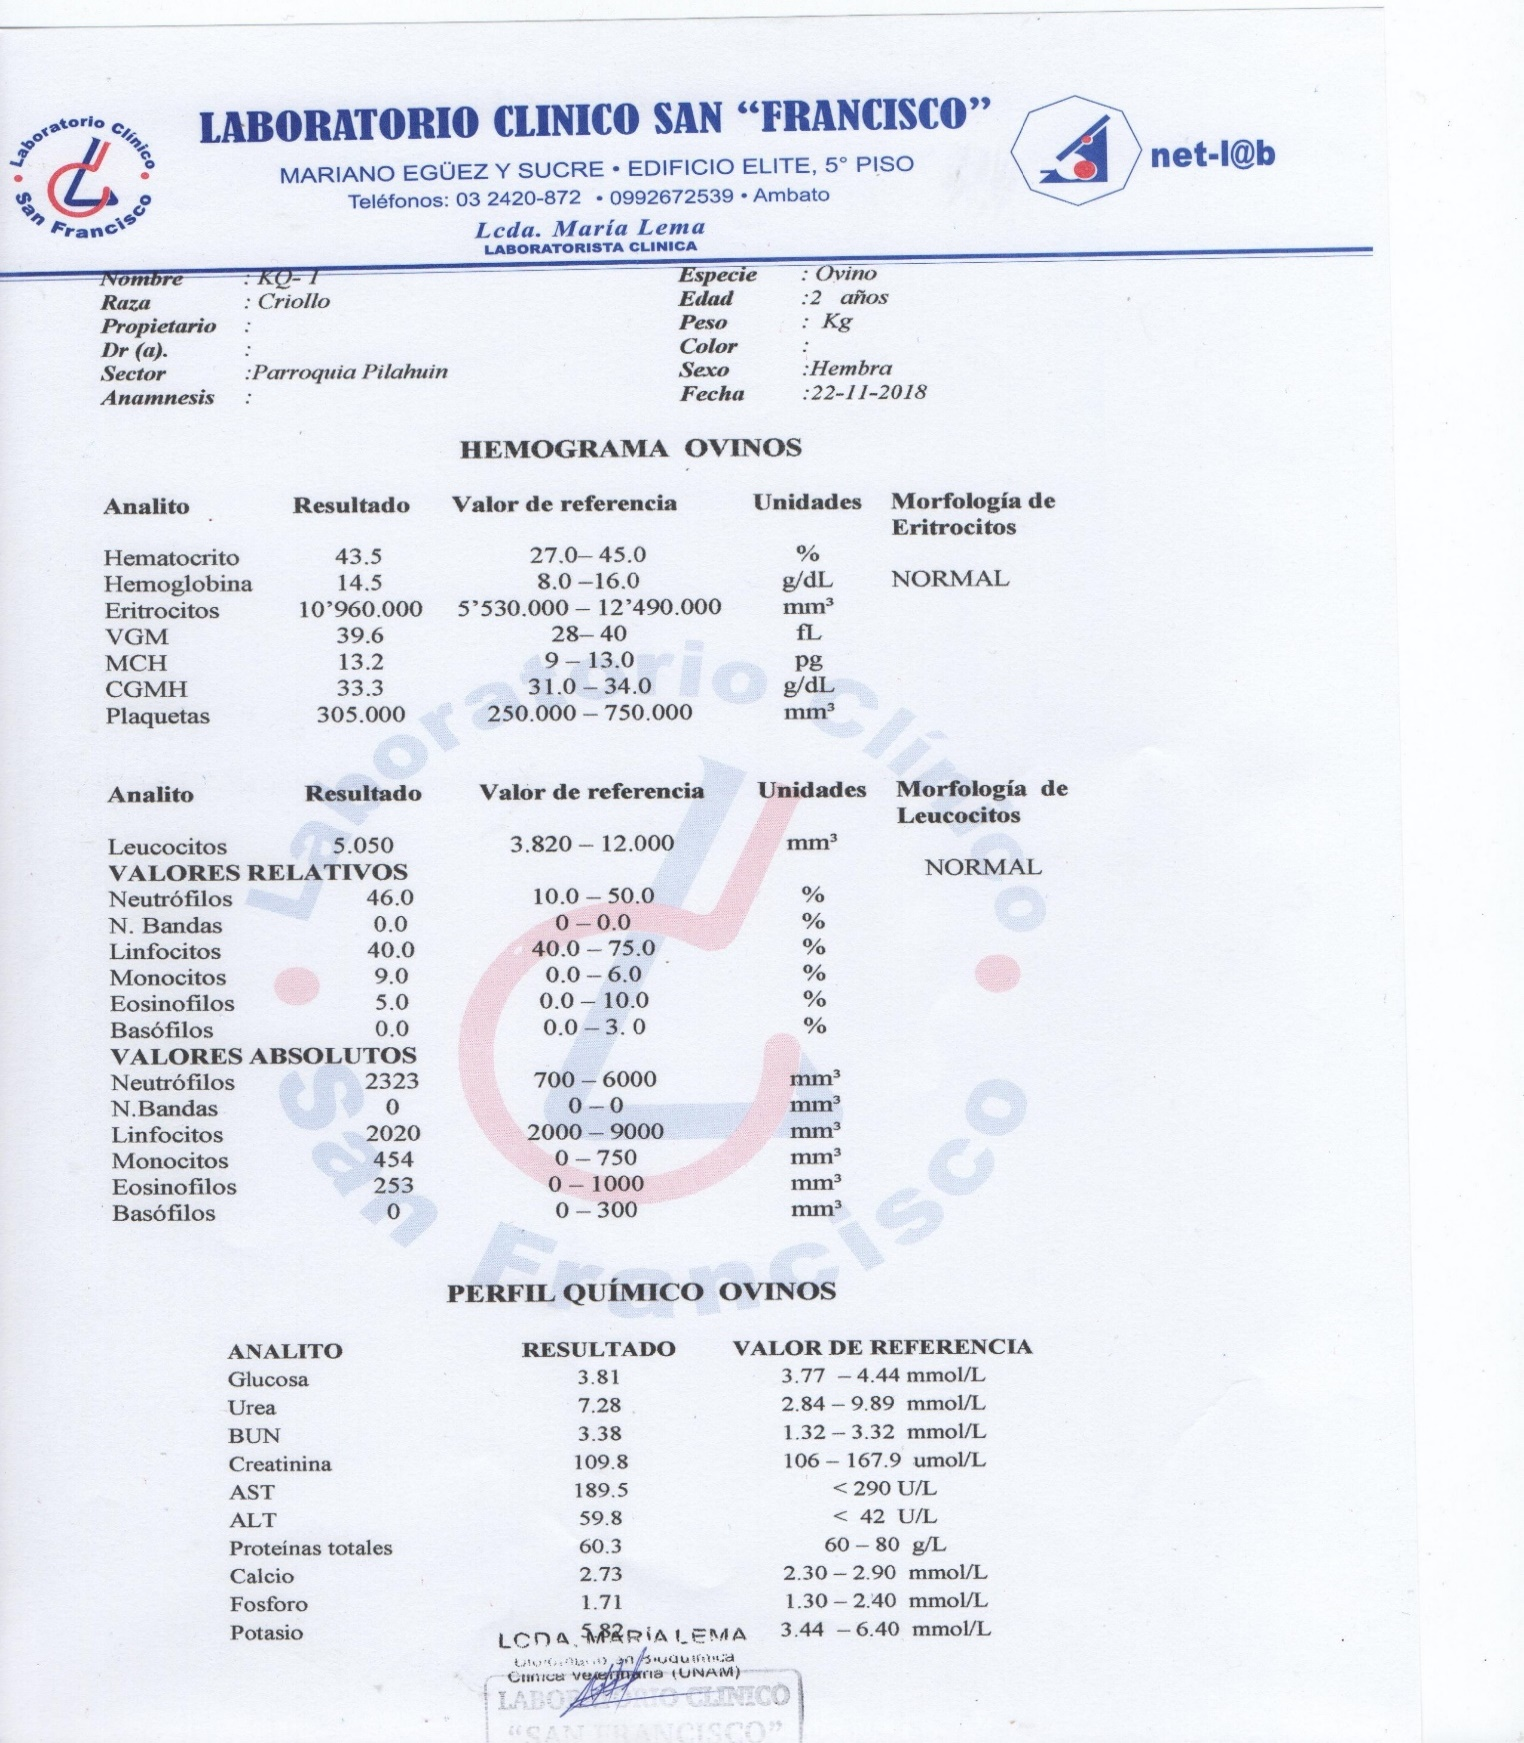 Laboratorio Clínico
San Francisco
LABORATORIO CLINICO SAN “FRANCISCO”
MARIANO EGÜEZ Y SUCRE • EDIFICIO ELITE, 5° PISO
Teléfonos: 03 2420-872 • 0992672539 • Ambato
Lcda. María Lema
LABORATORISTA CLINICA
net-l@b
Nombre : KQ- 1 Especie : Ovino
Raza : Criollo Edad :2 años
Propietario : Peso : Kg
Dr (a). : Color :
Sector :Parroquia Pilahuin Sexo :Hembra
Anamnesis : Fecha :22-11-2018
HEMOGRAMA OVINOS
Analito Resultado Valor de referencia Unidades Morfología de
Eritrocitos
Hematocrito 43.5 27.0– 45.0 %
Hemoglobina 14.5 8.0 –16.0 g/dL NORMAL
Eritrocitos 10’960.000 5’530.000 – 12’490.000 mm³
VGM 39.6 28– 40 fL
MCH 13.2 9 – 13.0 pg
CGMH 33.3 31.0 – 34.0 g/dL
Plaquetas 305.000 250.000 – 750.000 mm³
Analito Resultado Valor de referencia Unidades Morfología de
Leucocitos
Leucocitos 5.050 3.820 – 12.000 mm³
VALORES RELATIVOS NORMAL
Neutrófilos 46.0 10.0 – 50.0 %
N. Bandas 0.0 0 – 0.0 %
Linfocitos 40.0 40.0 – 75.0 %
Monocitos 9.0 0.0 – 6.0 %
Eosinofilos 5.0 0.0 – 10.0 %
Basófilos 0.0 0.0 – 3. 0 %
VALORES ABSOLUTOS
Neutrófilos 2323 700 – 6000 mm³
N.Bandas 0 0 – 0 mm³
Linfocitos 2020 2000 – 9000 mm³
Monocitos 454 0 – 750 mm³
Eosinofilos 253 0 – 1000 mm³
Basófilos 0 0 – 300 mm³
Laboratorio Clínico
San Francisco
PERFIL QUÍMICO OVINOS
ANALITO RESULTADO VALOR DE REFERENCIA
Glucosa 3.81 3.77 – 4.44 mmol/L
Urea 7.28 2.84 – 9.89 mmol/L
BUN 3.38 1.32 – 3.32 mmol/L
Creatinina 109.8 106 – 167.9 umol/L
AST 189.5 < 290 U/L
ALT 59.8 < 42 U/L
Proteínas totales 60.3 60 – 80 g/L
Calcio 2.73 2.30 – 2.90 mmol/L
Fosforo 1.71 1.30 – 2.40 mmol/L
Potasio 5.82 3.44 – 6.40 mmol/L
LCDA. MARÍA LEMA
en Bioquímica
Clínica Veterinaria (UNAM)
LABORATORIO CLINICO
“SAN FRANCISCO”